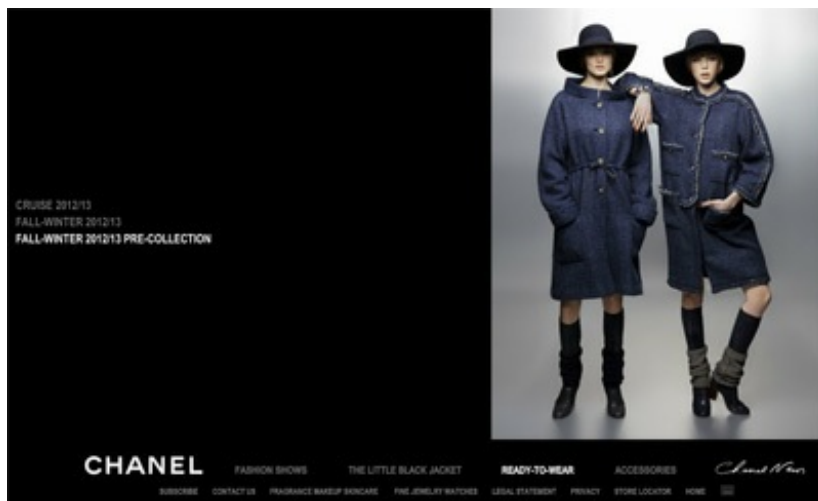 CRUISE 2012/13
FALL-WINTER 2012/13
FALL-WINTER 2012/13 PRE-COLLECTION
CHANEL FASHION SHOWS THE LITTLE BLACK JACKET READY-TO-WEAR ACCESSORIES Chanel News
SUBSCRIBE CONTACT US FRAGRANCE MAKEUP SKINCARE FINE JEWELRY WATCHES LEGAL STATEMENT PRIVACY STORE LOCATOR HOME